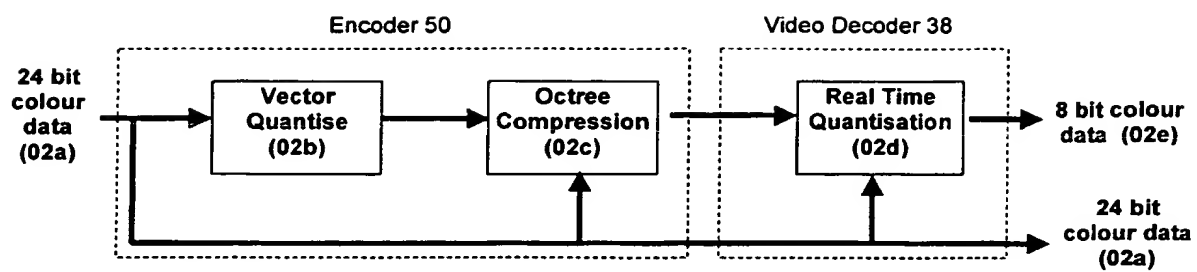 Encoder 50
Video Decoder 38
24 bit
colour
data
(02a)
Vector
Quantise
(02b)
Octree
Compression
(02c)
Real Time
Quantisation
(02d)
8 bit colour
data (02e)
24 bit
colour data
(02a)